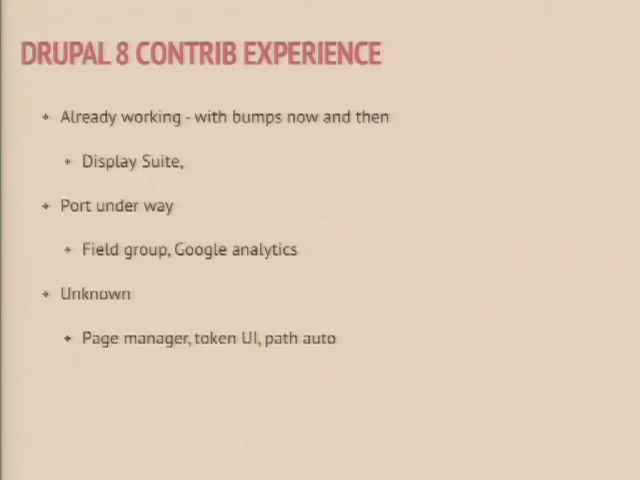 DRUPAL 8 CONTRIB EXPERIENCE
Already working - with bumps now and then
Display Suite,
Port under way
Field group, Google analytics
Unknown
Page manager, token UI, path auto